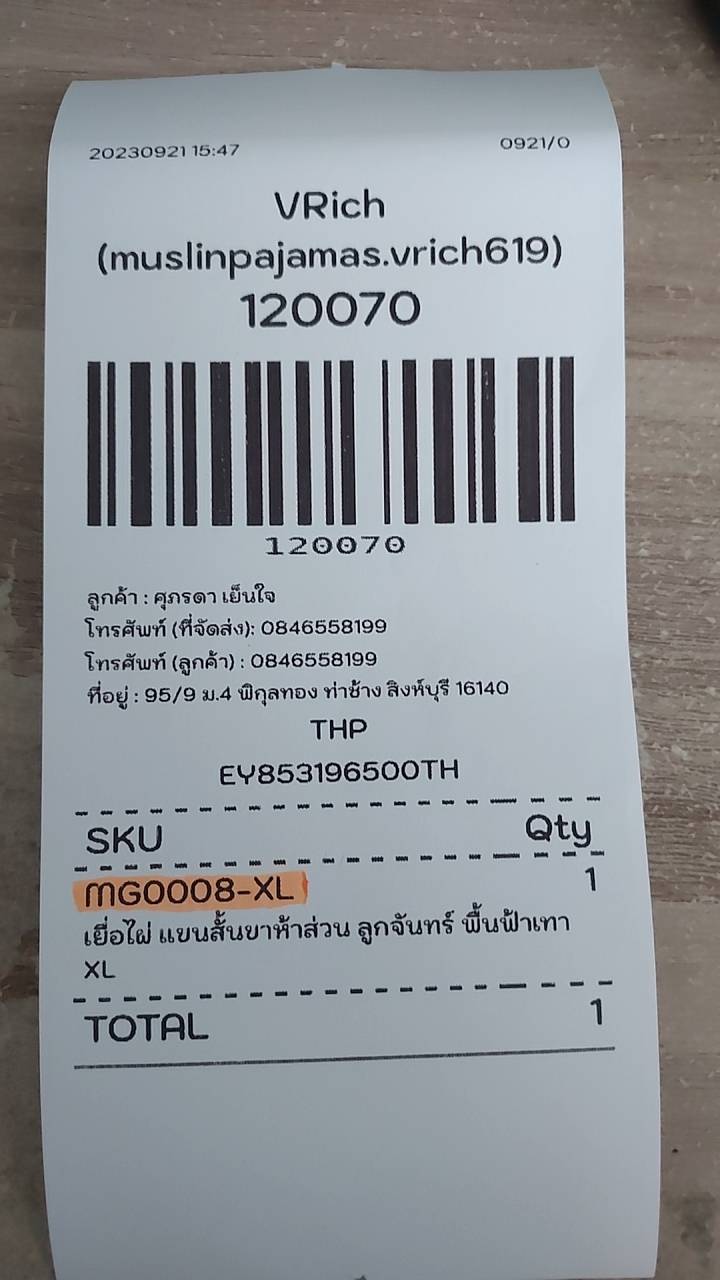 20230921 15:47 0921/0
VRich
(muslinpajamas.vrich619)
120070
120070
ลูกค้า : ศุภรดา เย็นใจ
โทรศัพท์ (ที่จัดส่ง): 0846558199
โทรศัพท์ (ลูกค้า) : 0846558199
ที่อยู่ : 95/9 ม.4 พิกุลทอง ท่าช้าง สิงห์บุรี 16140
THP
EY853196500TH
SKU Qty
MG0008-XL 1
เยื่อไผ่ แขนสั้นขาห้าส่วน ลูกจันทร์ พื้นฟ้าเทา
XL
TOTAL 1